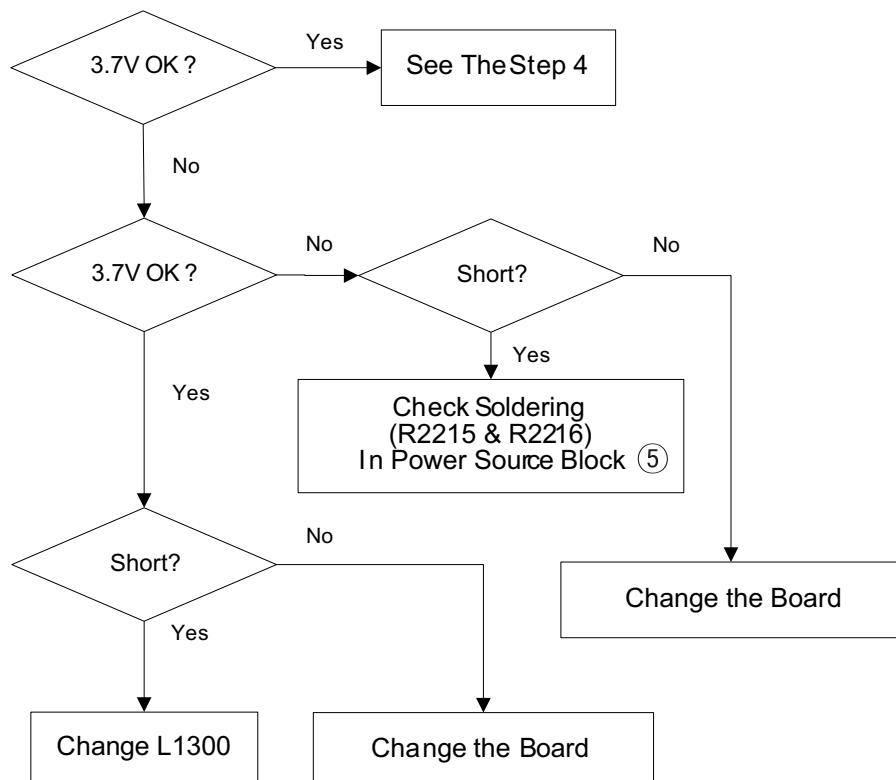 3.7V OK ?
Yes
See The Step 4
No
3.7V OK ?
No
Short?
No
Yes
Yes
Check Soldering
(R2215 & R2216)
In Power Source Block ⑤
Short?
No
Yes
Change the Board
Change L1300
Change the Board